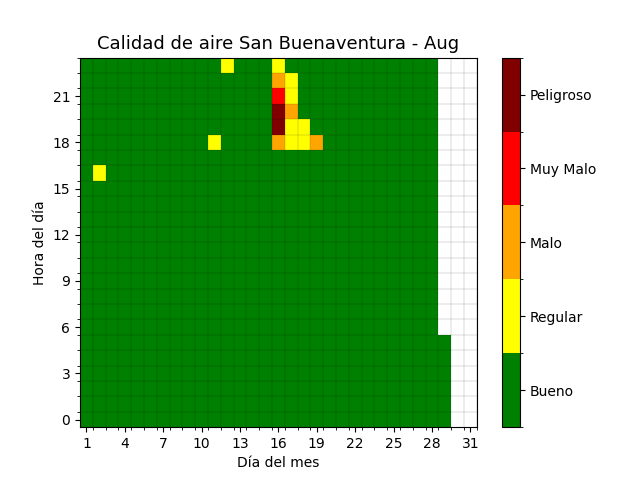 Calidad de aire San Buenaventura - Aug
Hora del día
21
18
15
12
9
6
3
0
1 4 7 10 13 16 19 22 25 28 31
Día del mes
Peligroso
Muy Malo
Malo
Regular
Bueno